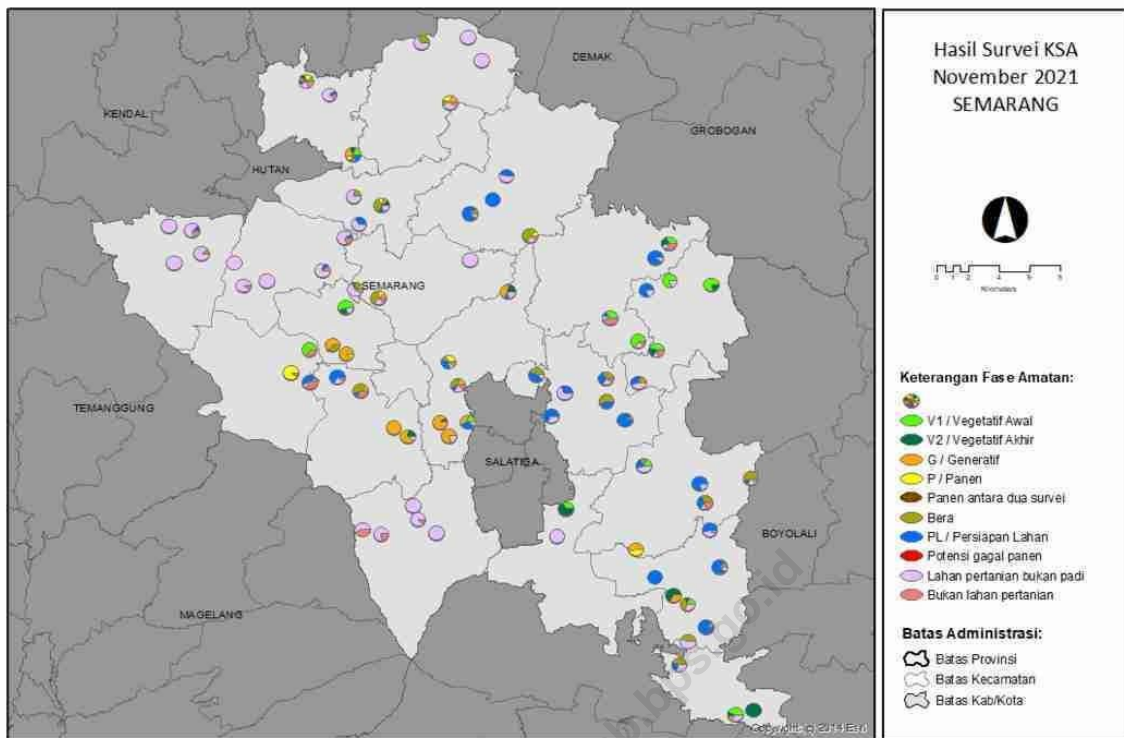 Hasil Survei KSA
November 2021
SEMARANG
DEMAK
KENDAL
GROBOGAN
HUTAN
SEMARANG
TEMANGGUNG
SALATIGA
BOYOLALI
MAGELANG
Kilometers
Keterangan Fase Amatan:
V1 / Vegetatif Awal
V2 / Vegetatif Akhir
G / Generatif
P / Panen
Panen antara dua survei
Bera
PL / Persiapan Lahan
Potensi gagal panen
Lahan pertanian bukan padi
Bukan lahan pertanian
Batas Administrasi:
Batas Provinsi
Batas Kecamatan
Batas Kab/Kota